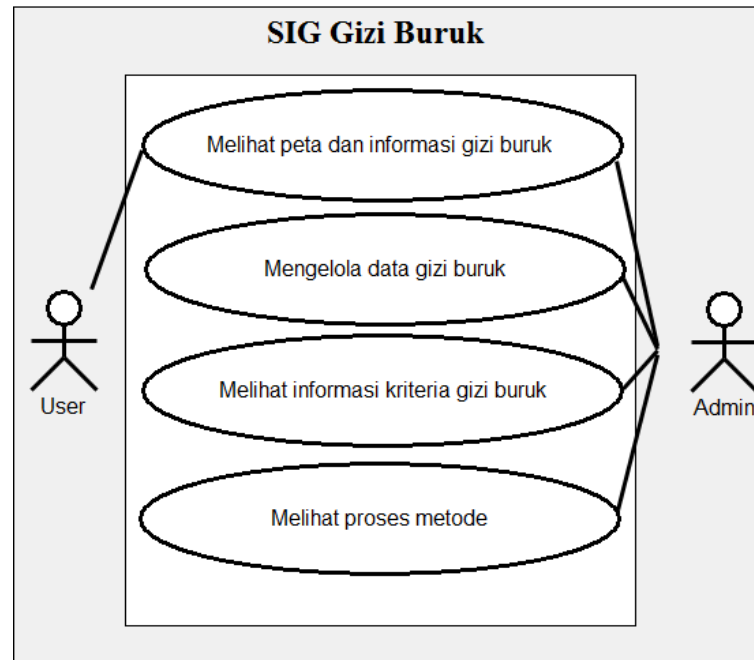 SIG Gizi Buruk
Melihat peta dan informasi gizi buruk
Mengelola data gizi buruk
Melihat informasi kriteria gizi buruk
Melihat proses metode
User
Admin